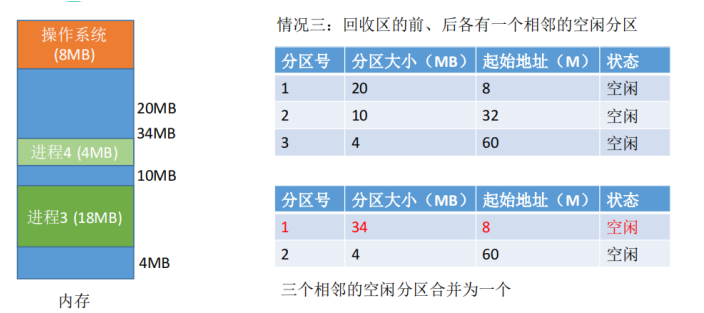 操作系统
(8MB)
20MB
34MB
进程4 (4MB)
10MB
进程3 (18MB)
4MB
内存
情况三：回收区的前、后各有一个相邻的空闲分区
分区号 分区大小（MB） 起始地址（M） 状态
1 20 8 空闲
2 10 32 空闲
3 4 60 空闲
分区号 分区大小（MB） 起始地址（M） 状态
1 34 8 空闲
2 4 60 空闲
三个相邻的空闲分区合并为一个